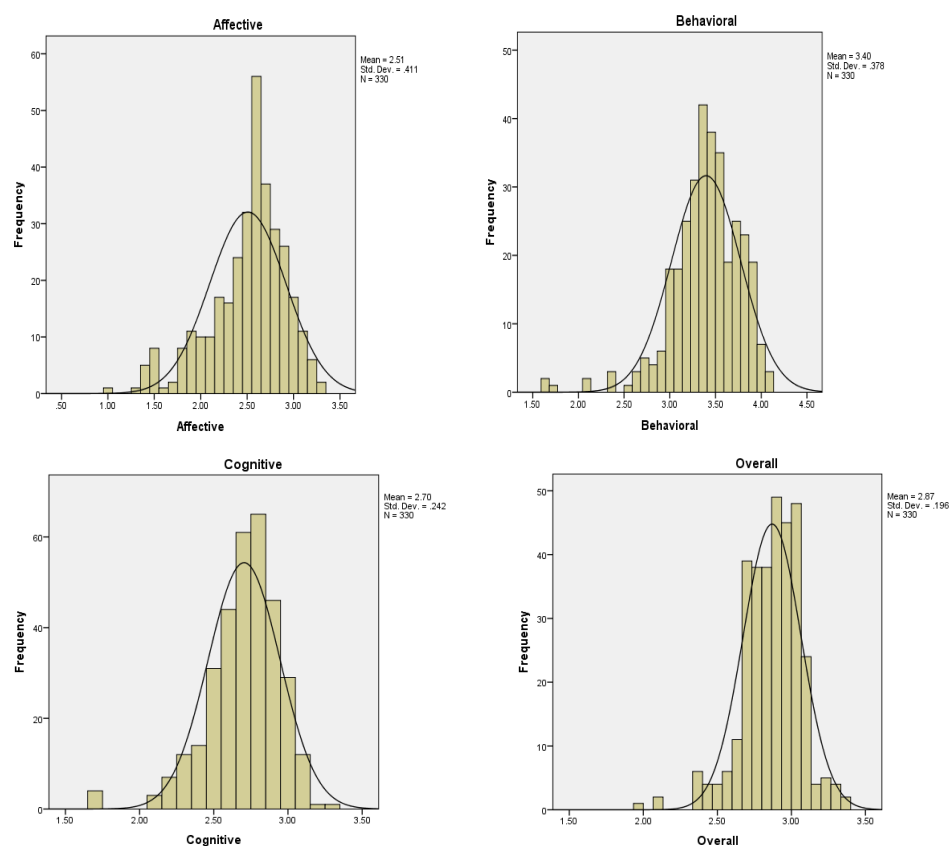 Affective
Mean = 2.51
Std. Dev. = .411
N = 330
60
50
40
30
20
10
0
Frequency
.50 1.00 1.50 2.00 2.50 3.00 3.50
Affective
Behavioral
Mean = 3.40
Std. Dev. = .378
N = 330
50
40
30
20
10
0
Frequency
1.50 2.00 2.50 3.00 3.50 4.00 4.50
Behavioral
Cognitive
Mean = 2.70
Std. Dev. = .242
N = 330
60
40
20
0
Frequency
1.50 2.00 2.50 3.00 3.50
Cognitive
Overall
Mean = 2.87
Std. Dev. = .196
N = 330
50
40
30
20
10
0
Frequency
1.50 2.00 2.50 3.00 3.50
Overall